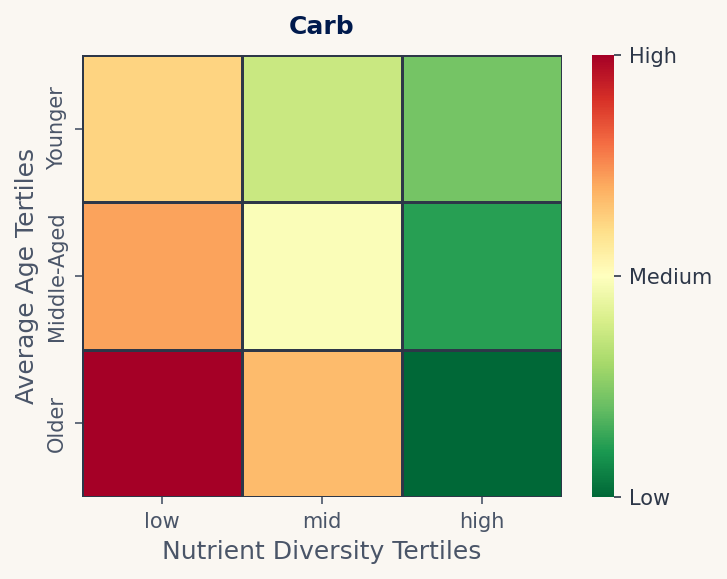 Carb
Average Age Tertiles
Younger
Middle-Aged
Older
low mid high
Nutrient Diversity Tertiles
High
Medium
Low